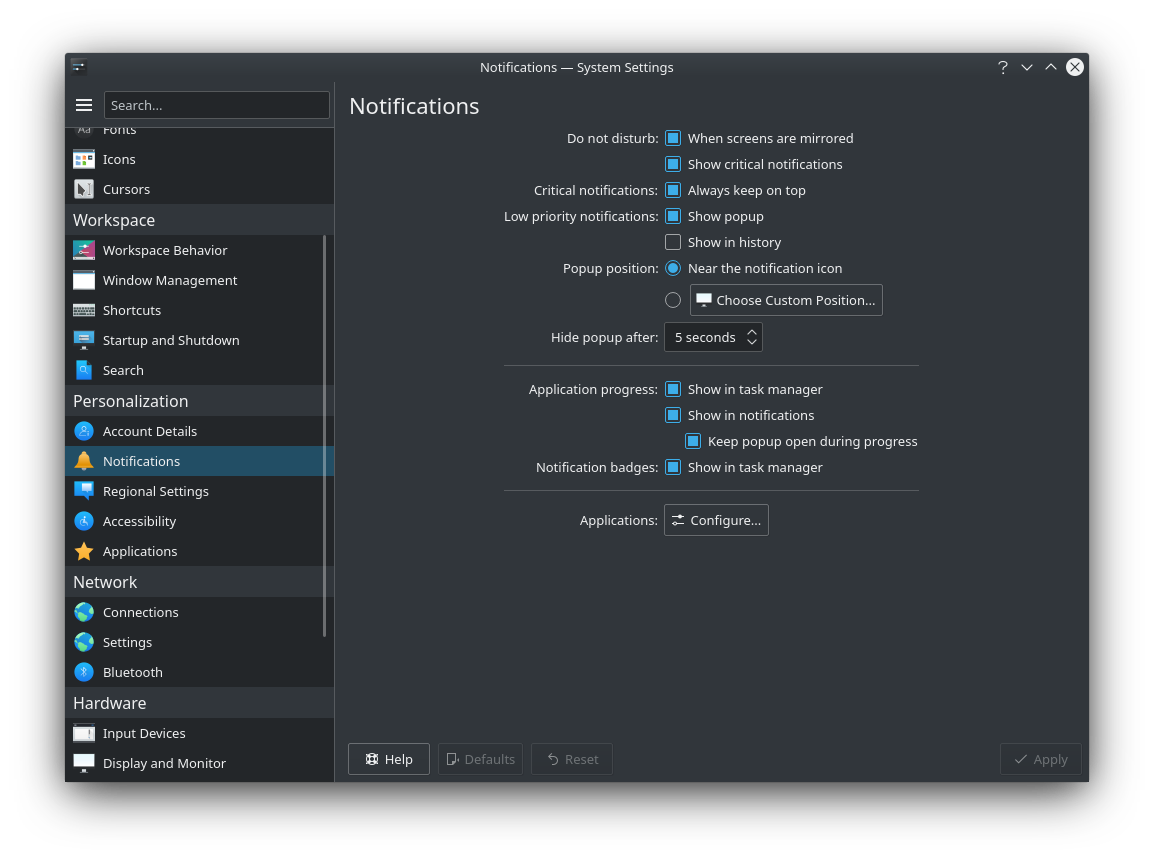 Notifications — System Settings
Search...
Fonts
Icons
Cursors
Workspace
Workspace Behavior
Window Management
Shortcuts
Startup and Shutdown
Search
Personalization
Account Details
Notifications
Regional Settings
Accessibility
Applications
Network
Connections
Settings
Bluetooth
Hardware
Input Devices
Display and Monitor
Notifications
Do not disturb: When screens are mirrored
Show critical notifications
Critical notifications: Always keep on top
Low priority notifications: Show popup
Show in history
Popup position: Near the notification icon
Choose Custom Position...
Hide popup after: 5 seconds
Application progress: Show in task manager
Show in notifications
Keep popup open during progress
Notification badges: Show in task manager
Applications: Configure...
Help Defaults Reset Apply